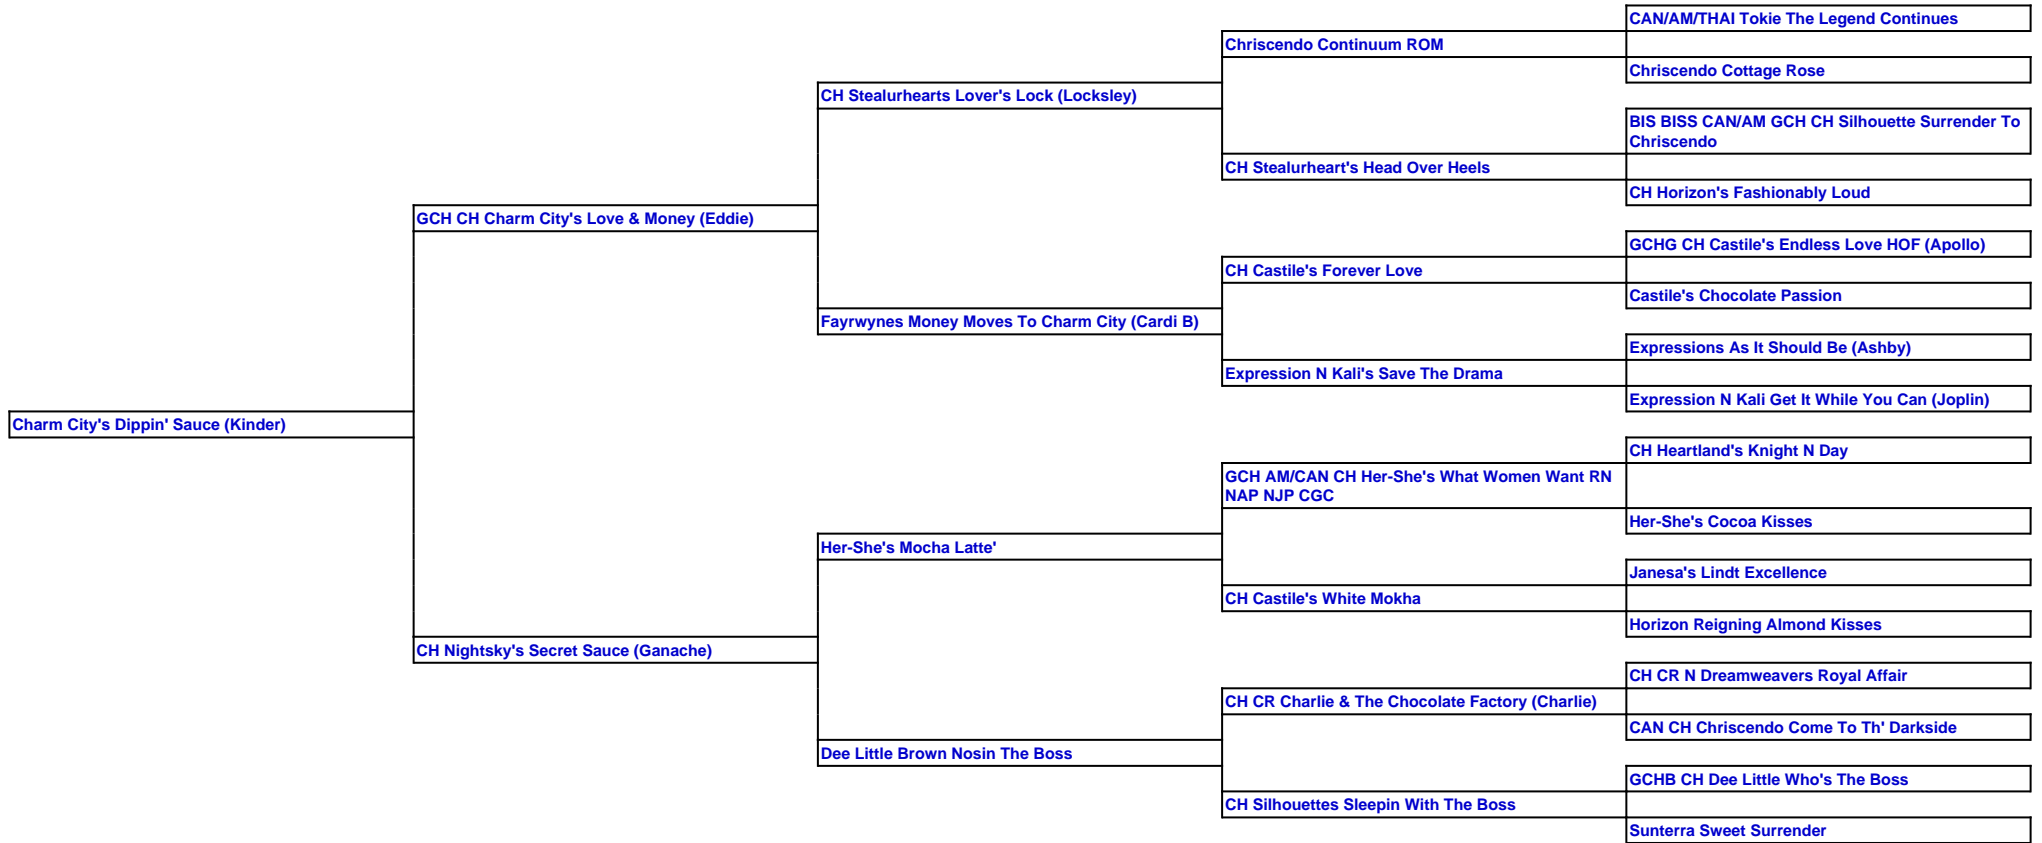 CAN/AM/THAI Tokie The Legend Continues
Chriscendo Continuum ROM
Chriscendo Cottage Rose
CH Stealurhearts Lover's Lock (Locksley)
BIS BISS CAN/AM GCH CH Silhouette Surrender To
Chriscendo
CH Stealurheart's Head Over Heels
CH Horizon's Fashionably Loud
GCH CH Charm City's Love & Money (Eddie)
GCHG CH Castile's Endless Love HOF (Apollo)
CH Castile's Forever Love
Castile's Chocolate Passion
Fayrwynes Money Moves To Charm City (Cardi B)
Expressions As It Should Be (Ashby)
Expression N Kali's Save The Drama
Expression N Kali Get It While You Can (Joplin)
Charm City's Dippin' Sauce (Kinder)
CH Heartland's Knight N Day
GCH AM/CAN CH Her-She's What Women Want RN
NAP NJP CGC
Her-She's Cocoa Kisses
Her-She's Mocha Latte'
Janesa's Lindt Excellence
CH Castile's White Mokha
Horizon Reigning Almond Kisses
CH Nightsky's Secret Sauce (Ganache)
CH CR N Dreamweavers Royal Affair
CH CR Charlie & The Chocolate Factory (Charlie)
CAN CH Chriscendo Come To Th' Darkside
Dee Little Brown Nosin The Boss
GCHB CH Dee Little Who's The Boss
CH Silhouettes Sleepin With The Boss
Sunterra Sweet Surrender